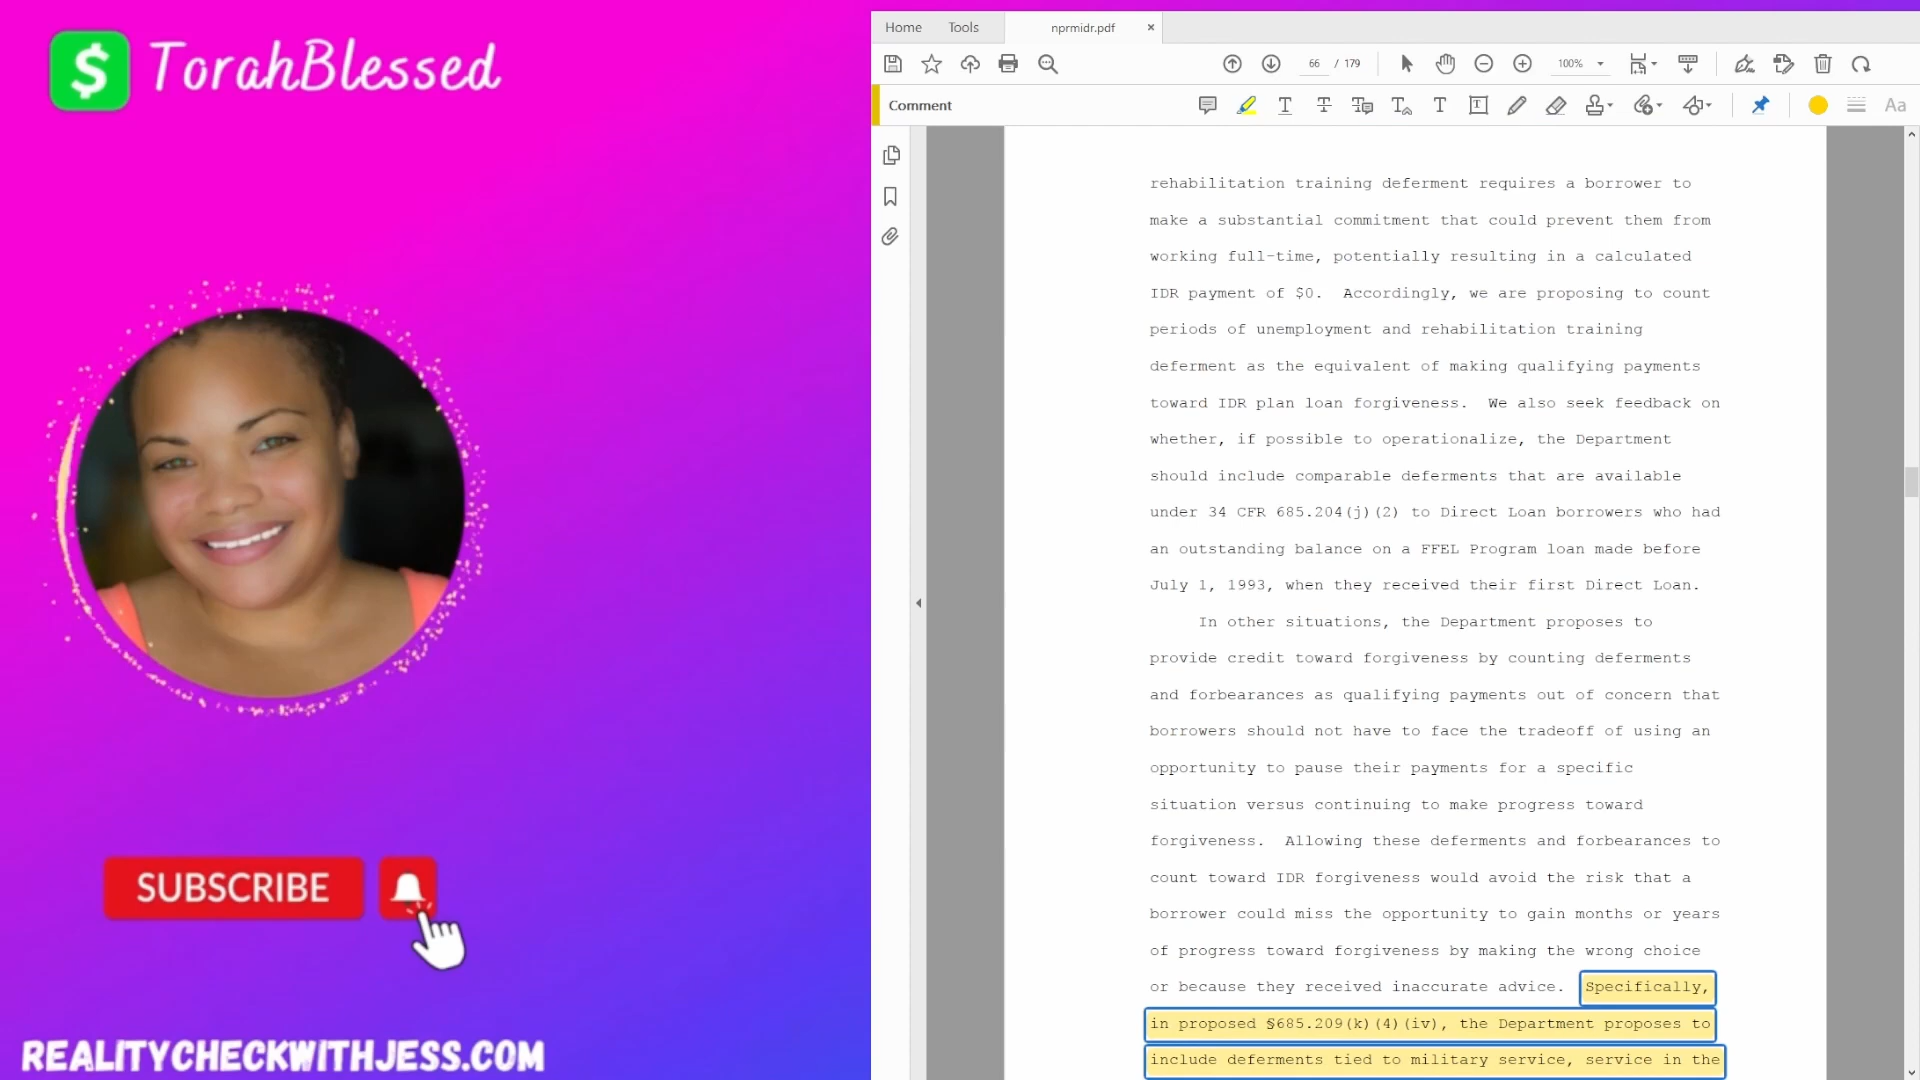 $ TorahBlessed
SUBSCRIBE
REALITYCHECKWITHJESS.COM
Home Tools nprmidr.pdf ×
66 / 179 100%
Comment
Aa
rehabilitation training deferment requires a borrower to
make a substantial commitment that could prevent them from
working full-time, potentially resulting in a calculated
IDR payment of $0. Accordingly, we are proposing to count
periods of unemployment and rehabilitation training
deferment as the equivalent of making qualifying payments
toward IDR plan loan forgiveness. We also seek feedback on
whether, if possible to operationalize, the Department
should include comparable deferments that are available
under 34 CFR 685.204(j)(2) to Direct Loan borrowers who had
an outstanding balance on a FFEL Program loan made before
July 1, 1993, when they received their first Direct Loan.
In other situations, the Department proposes to
provide credit toward forgiveness by counting deferments
and forbearances as qualifying payments out of concern that
borrowers should not have to face the tradeoff of using an
opportunity to pause their payments for a specific
situation versus continuing to make progress toward
forgiveness. Allowing these deferments and forbearances to
count toward IDR forgiveness would avoid the risk that a
borrower could miss the opportunity to gain months or years
of progress toward forgiveness by making the wrong choice
or because they received inaccurate advice. Specifically,
in proposed §685.209(k)(4)(iv), the Department proposes to
include deferments tied to military service, service in the